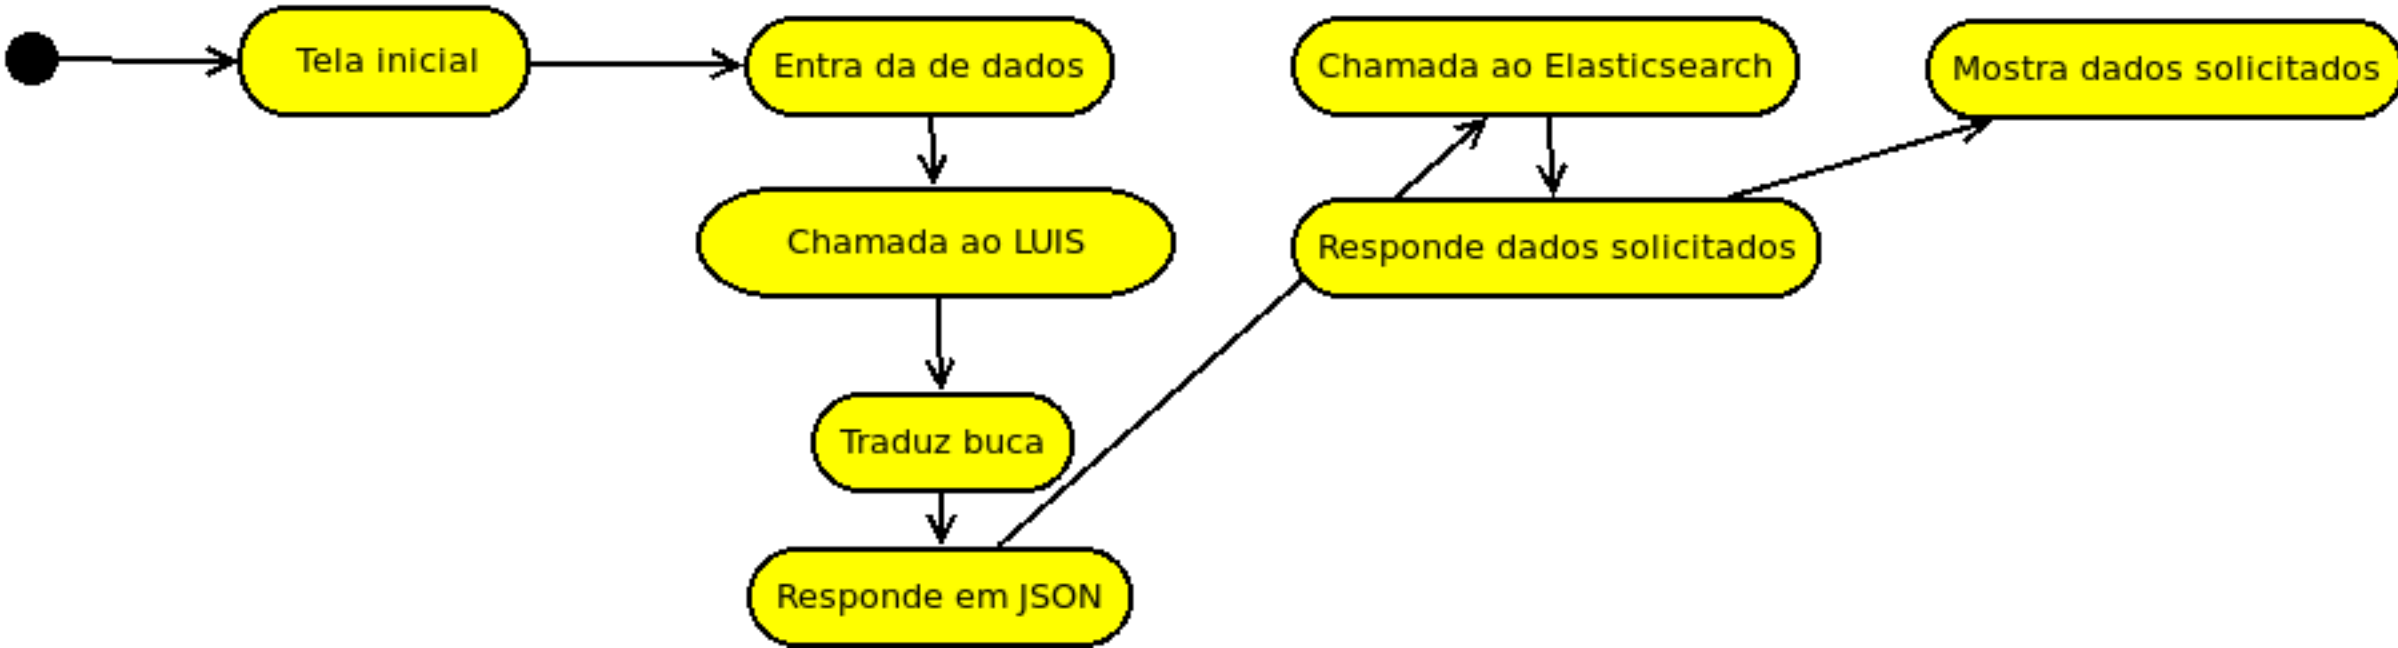 Tela inicial
Entra da de dados
Chamada ao LUIS
Traduz buca
Responde em JSON
Chamada ao Elasticsearch
Responde dados solicitados
Mostra dados solicitados